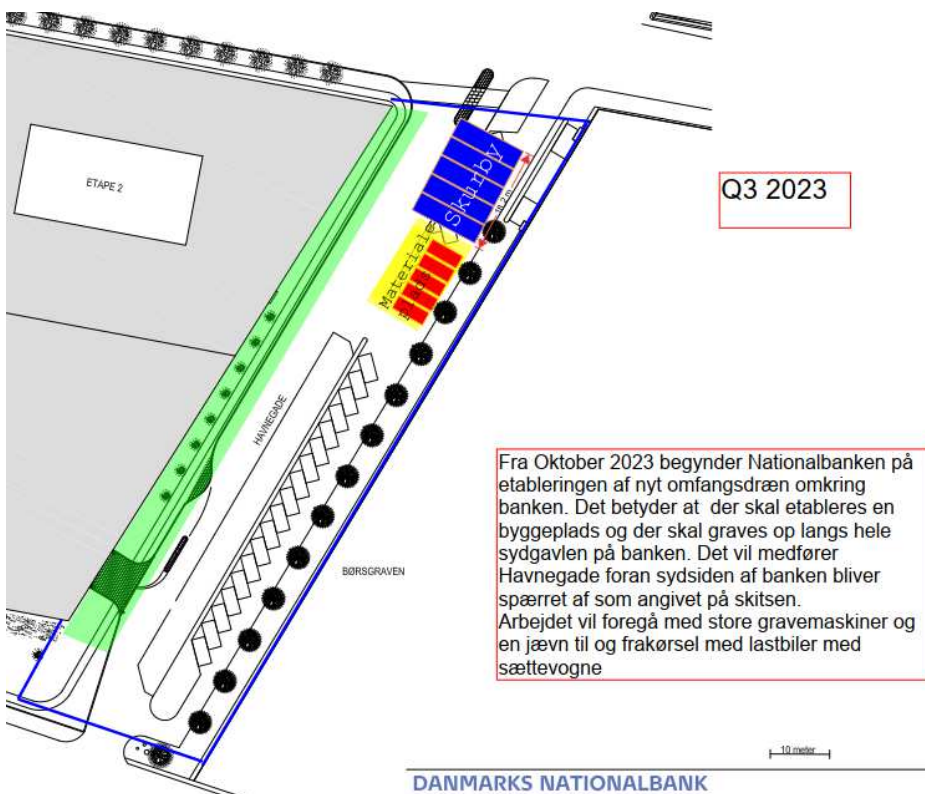 ETAPE 2
Skurby
18.2 m
Materiale
plads
Q3 2023
HAVNEGADE
BØRSGRAVEN
Fra Oktober 2023 begynder Nationalbanken på
etableringen af nyt omfangsdræn omkring
banken. Det betyder at der skal etableres en
byggeplads og der skal graves op langs hele
sydgavlen på banken. Det vil medfører
Havnegade foran sydsiden af banken bliver
spærret af som angivet på skitsen.
Arbejdet vil foregå med store gravemaskiner og
en jævn til og frakørsel med lastbiler med
sættevogne
10 meter
DANMARKS NATIONALBANK